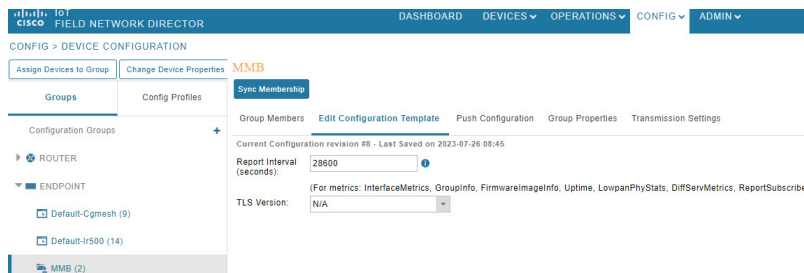 CISCO IoT
FIELD NETWORK DIRECTOR
DASHBOARD DEVICES OPERATIONS CONFIG ADMIN
CONFIG > DEVICE CONFIGURATION
Assign Devices to Group Change Device Properties
Groups Config Profiles
Configuration Groups +
ROUTER
ENDPOINT
Default-Cgmesh (9)
Default-Ir500 (14)
MMB (2)
MMB
Sync Membership
Group Members Edit Configuration Template Push Configuration Group Properties Transmission Settings
Current Configuration revision #8 - Last Saved on 2023-07-26 08:45
Report Interval
(seconds):
28600
(For metrics: InterfaceMetrics, GroupInfo, FirmwareImageInfo, Uptime, LowpanPhyStats, DiffServMetrics, ReportSubscribe
TLS Version: N/A